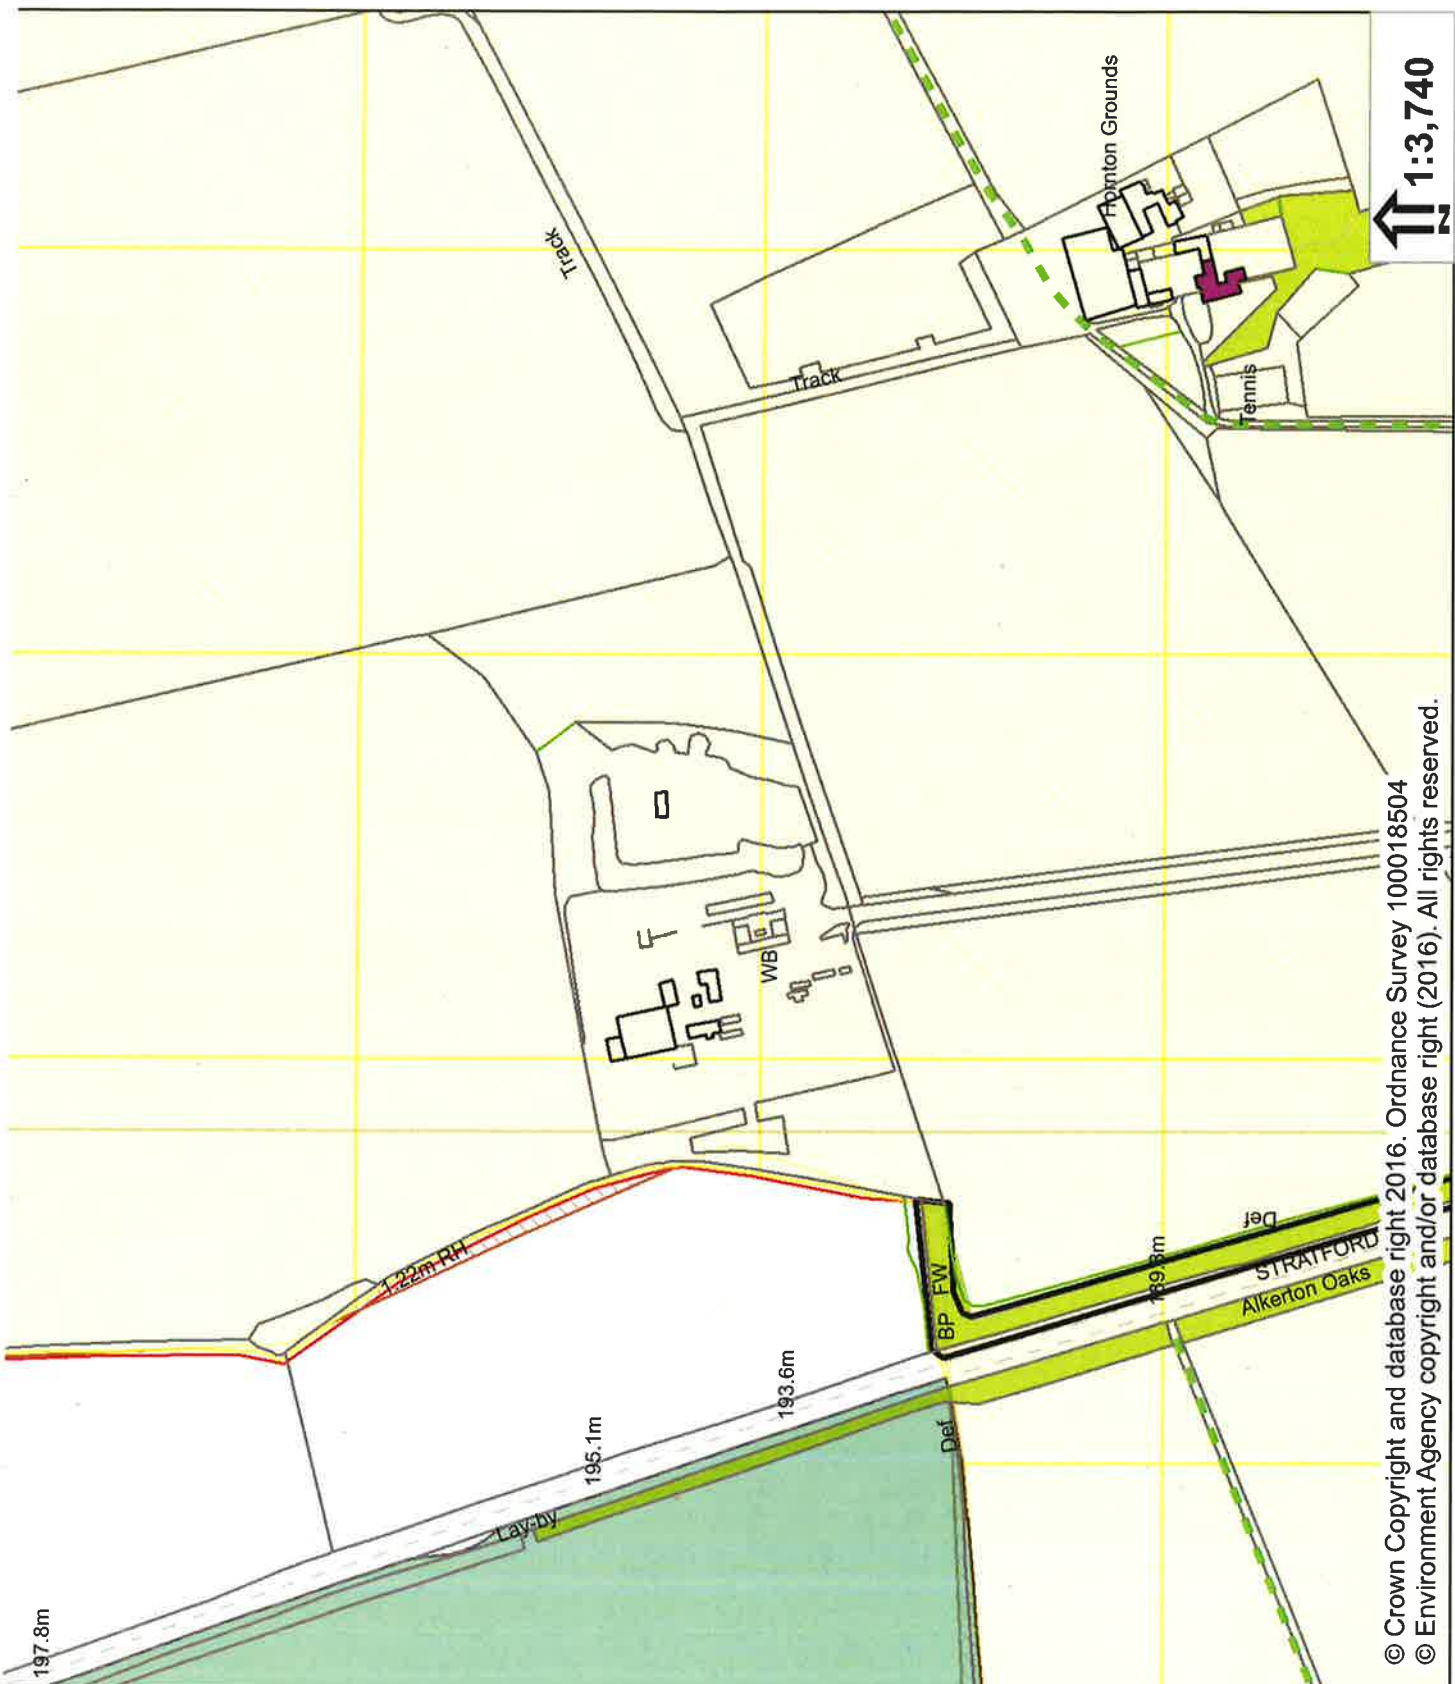 197.8m
Lay-by
195.1m
193.6m
1.22m RH
Def
BP
FW
189.8m
Def
STRATFORD
Alkerton Oaks
WB
Track
Track
Tennis
Hornton Grounds
© Crown Copyright and database right 2016. Ordnance Survey 100018504
© Environment Agency copyright and/or database right (2016). All rights reserved.
N
1:3,740